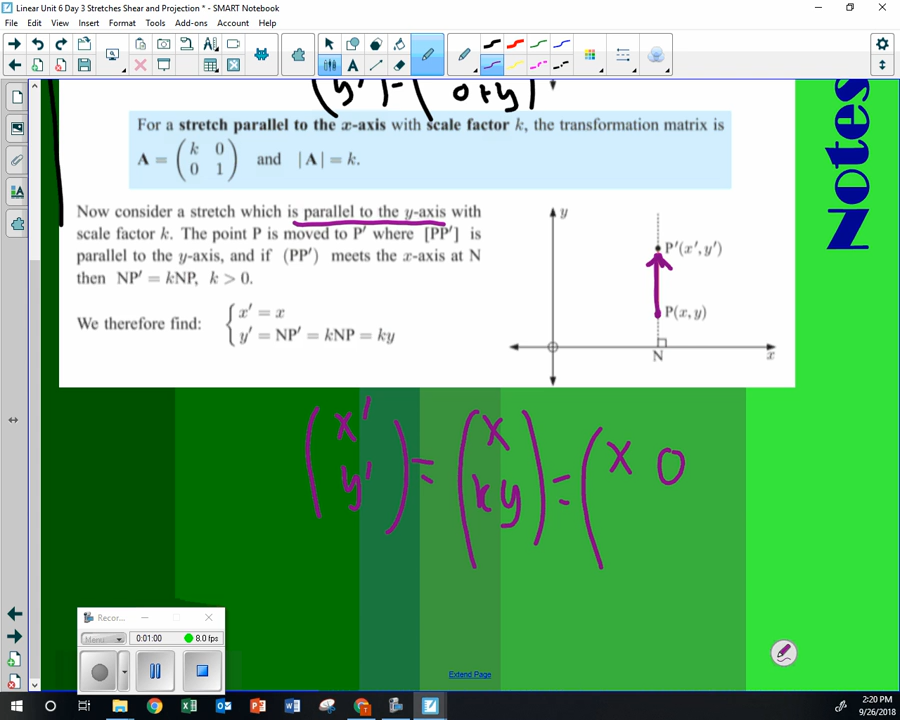 Linear Unit 6 Day 3 Stretches Shear and Projection * - SMART Notebook
File Edit View Insert Format Tools Add-ons Account Help
(y') = ( 0+y)
For a stretch parallel to the x-axis with scale factor k, the transformation matrix is
A = (k 0
0 1) and |A| = k.
Now consider a stretch which is parallel to the y-axis with
scale factor k. The point P is moved to P′ where [PP′] is
parallel to the y-axis, and if (PP′) meets the x-axis at N
then NP′ = kNP, k > 0.
We therefore find: { x′ = x
y′ = NP′ = kNP = ky
y
P′(x′, y′)
P(x, y)
N
x
Notes
(x' = (x = (x 0
y') ky)
Recor...
Menu
0:01:00
8.0 fps
Extend Page
2:20 PM
9/26/2018